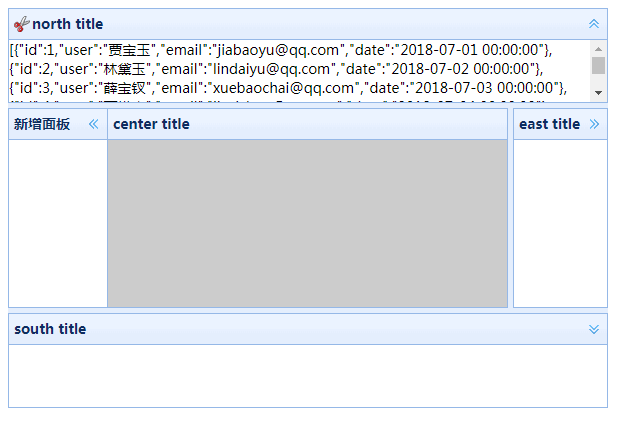 north title
[{"id":1,"user":"贾宝玉","email":"jiabaoyu@qq.com","date":"2018-07-01 00:00:00"},
{"id":2,"user":"林黛玉","email":"lindaiyu@qq.com","date":"2018-07-02 00:00:00"},
{"id":3,"user":"薛宝钗","email":"xuebaochai@qq.com","date":"2018-07-03 00:00:00"},
新增面板
center title
east title
south title